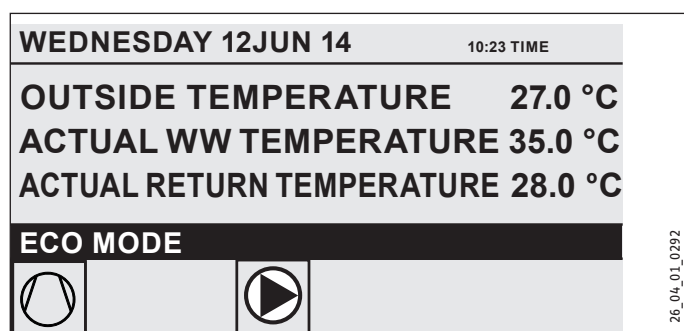 WEDNESDAY 12JUN 14 10:23 TIME
OUTSIDE TEMPERATURE 27.0 °C
ACTUAL WW TEMPERATURE 35.0 °C
ACTUAL RETURN TEMPERATURE 28.0 °C
ECO MODE
26_04_01_0292